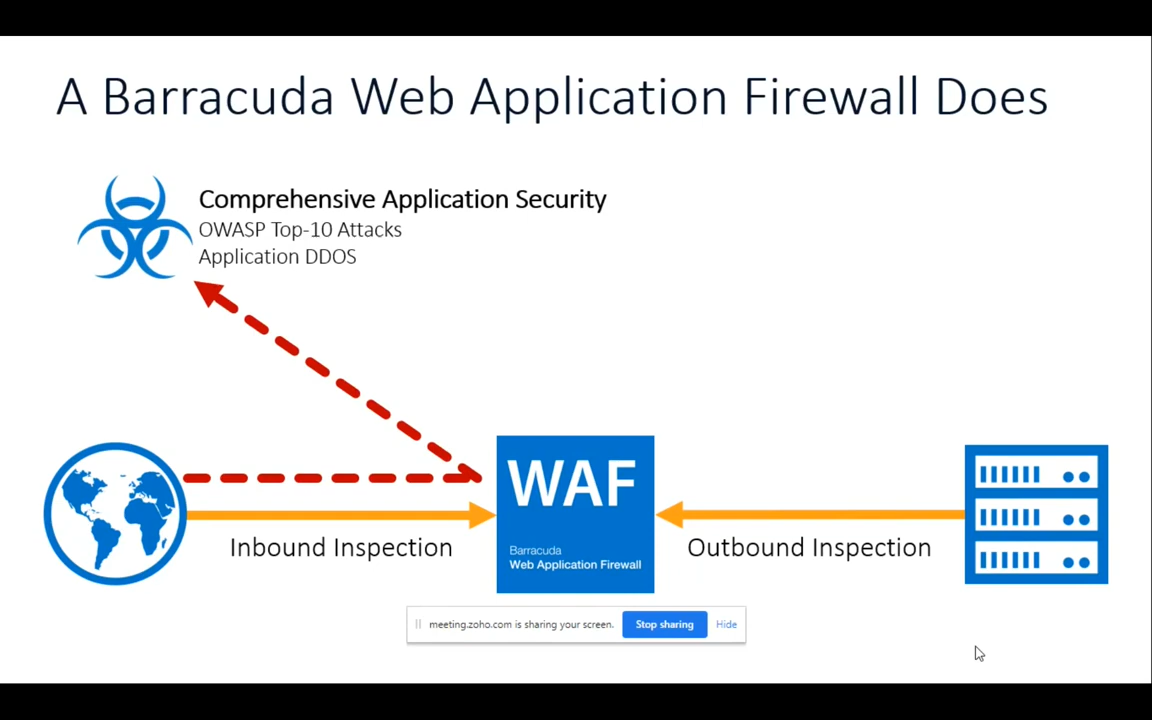 A Barracuda Web Application Firewall Does
Comprehensive Application Security
OWASP Top-10 Attacks
Application DDOS
WAF
Barracuda
Web Application Firewall
Inbound Inspection
Outbound Inspection
meeting.zoho.com is sharing your screen.
Stop sharing
Hide